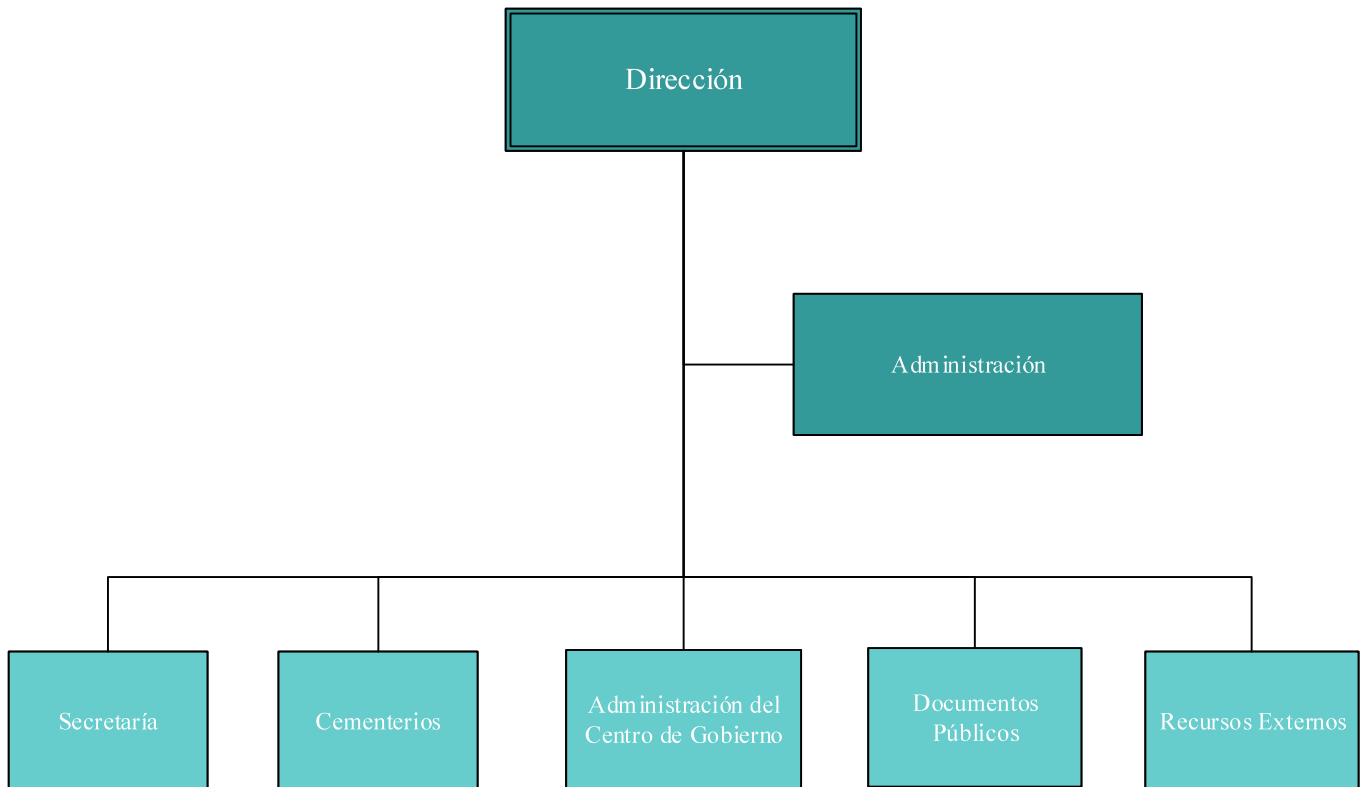 Dirección
Administración
Secretaría
Cementerios
Administración del
Centro de Gobierno
Documentos
Públicos
Recursos Externos